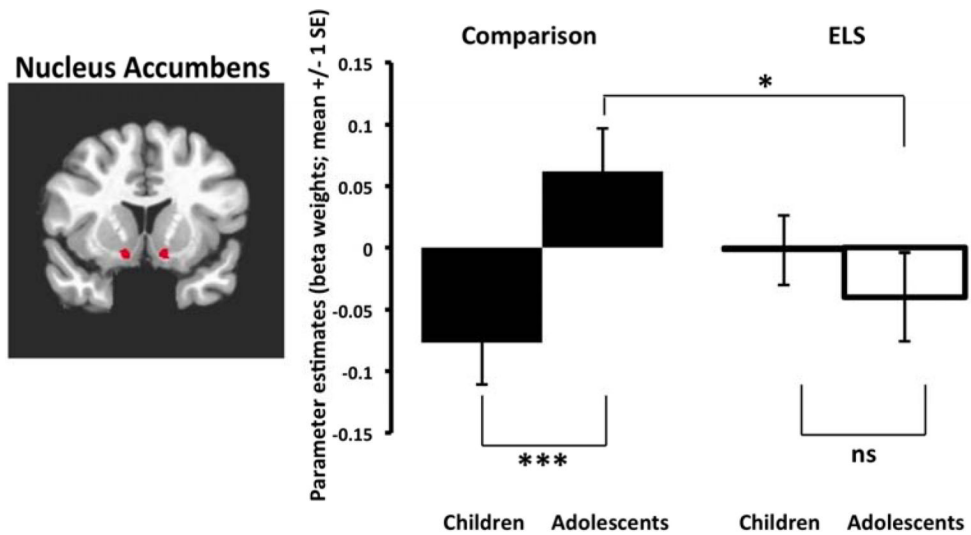 Comparison
ELS
Nucleus Accumbens
Parameter estimates (beta weights; mean +/- 1 SE)
0.15
0.1
0.05
0
-0.05
-0.1
-0.15
*
***
ns
Children
Adolescents
Children
Adolescents